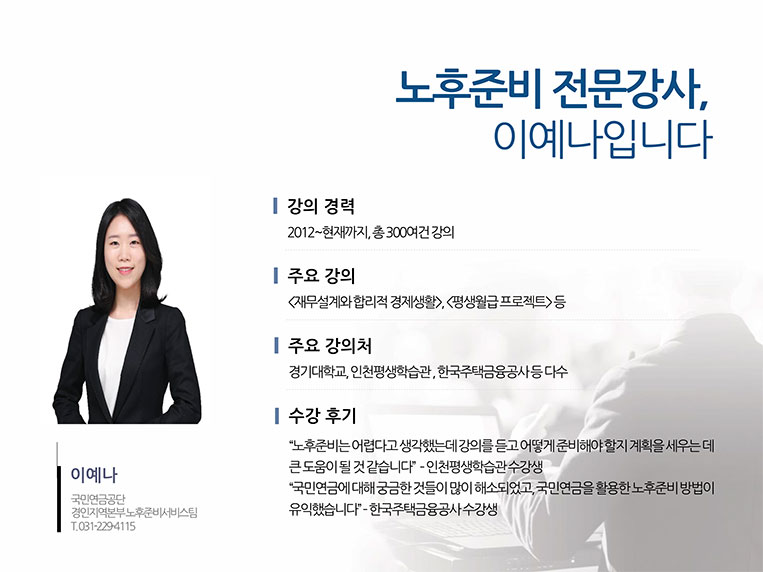 노후준비 전문강사,
이예나입니다
강의 경력
2012~현재까지, 총 300여건 강의
주요 강의
<재무설계와 합리적 경제생활>, <평생월급 프로젝트> 등
주요 강의처
경기대학교, 인천평생학습관 , 한국주택금융공사 등 다수
수강 후기
“노후준비는 어렵다고 생각했는데 강의를 듣고 어떻게 준비해야 할지 계획을 세우는 데
큰 도움이 될 것 같습니다” - 인천평생학습관 수강생
“국민연금에 대해 궁금한 것들이 많이 해소되었고, 국민연금을 활용한 노후준비 방법이
유익했습니다” - 한국주택금융공사 수강생
이예나
국민연금공단
경인지역본부 노후준비서비스팀
T. 031-229-4115